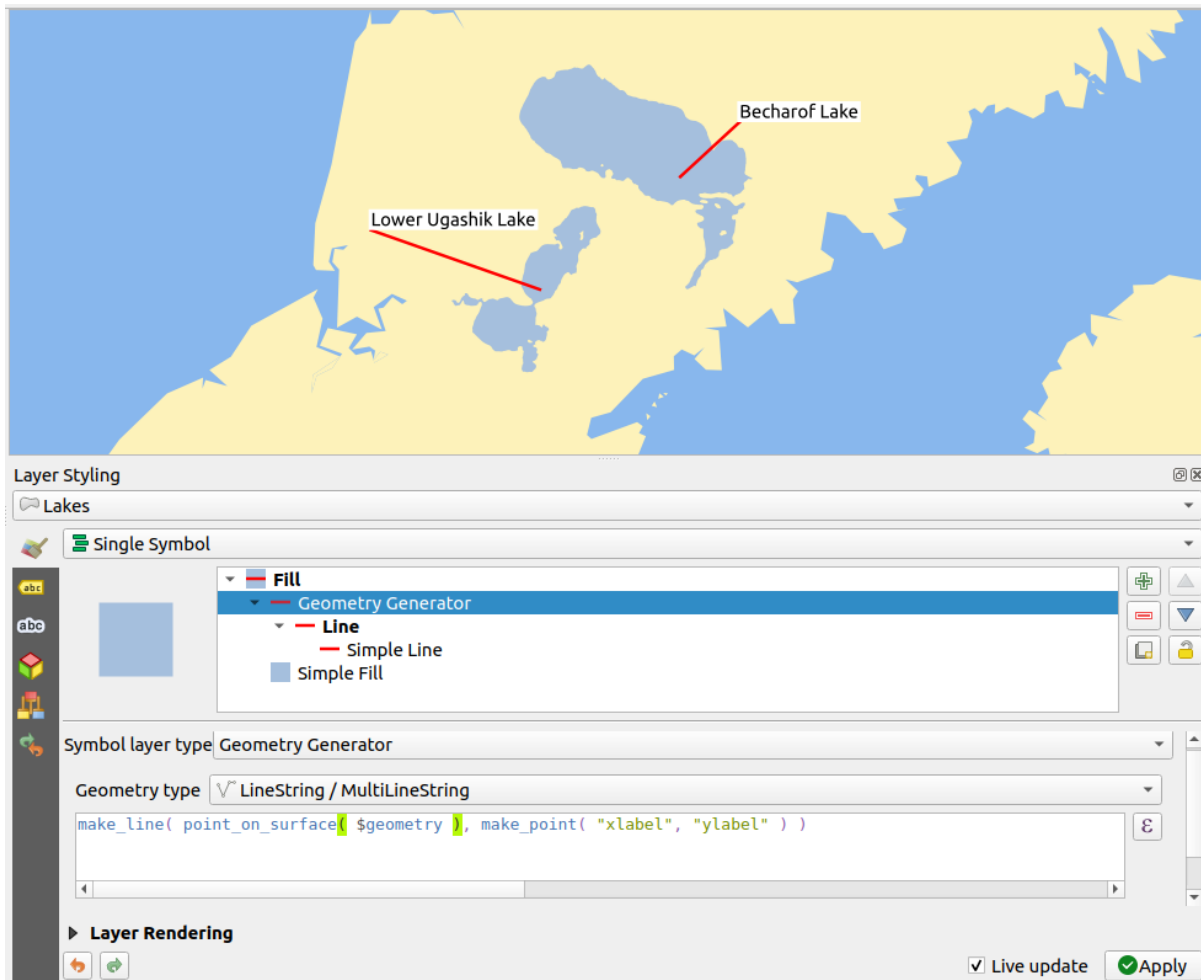 Becharof Lake
Lower Ugashik Lake
Layer Styling
Lakes
Single Symbol
abc
abc
Fill
Geometry Generator
Line
Simple Line
Simple Fill
Symbol layer type Geometry Generator
Geometry type LineString / MultiLineString
make_line( point_on_surface( $geometry ), make_point( "xlabel", "ylabel" ) )
ε
Layer Rendering
Live update Apply